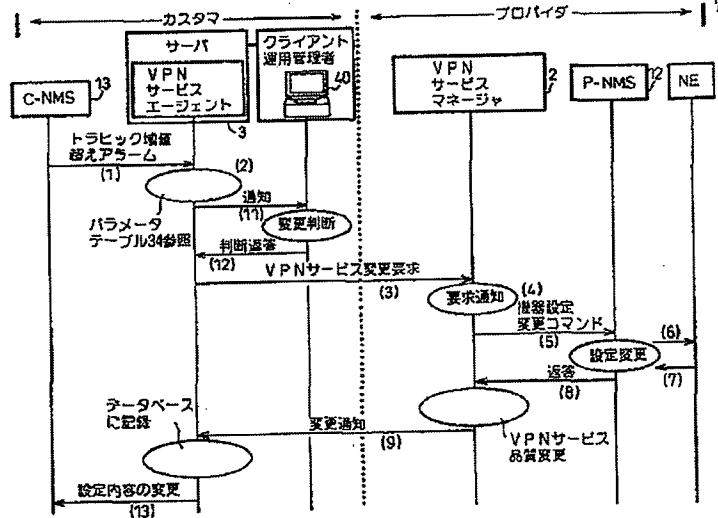 カスタマ
プロバイダ
サーバ
VPN
サービス
エージェント
3
クライアント
運用管理者
40
C-NMS
13
VPN
サービス
マネージャ
2
P-NMS
12
NE
トラヒック域値
超えアラーム
(1)
(2)
パラメータ
テーブル34参照
通知
(11)
変更判断
判断返答
(12)
VPNサービス変更要求
(3)
要求通知
(4)
機器設定
変更コマンド
(5)
(6)
設定変更
(7)
返答
(8)
VPNサービス
品質変更
変更通知
(9)
データベース
に記録
設定内容の変更
(13)